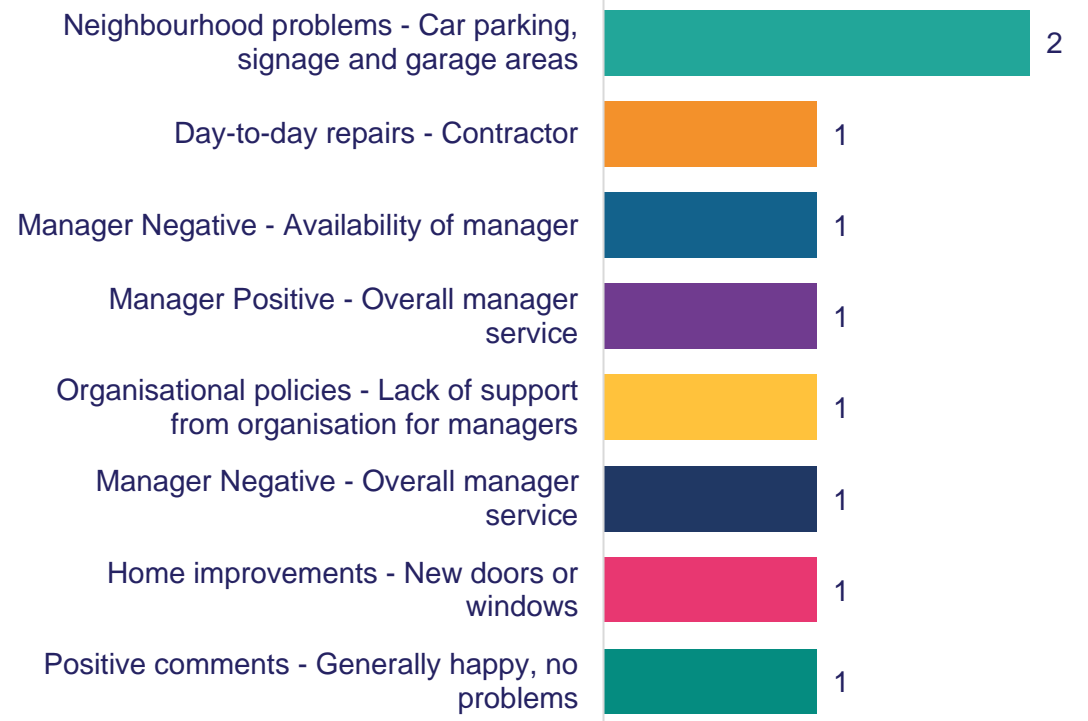 Neighbourhood problems - Car parking,
signage and garage areas
2
Day-to-day repairs - Contractor
1
Manager Negative - Availability of manager
1
Manager Positive - Overall manager
service
1
Organisational policies - Lack of support
from organisation for managers
1
Manager Negative - Overall manager
service
1
Home improvements - New doors or
windows
1
Positive comments - Generally happy, no
problems
1